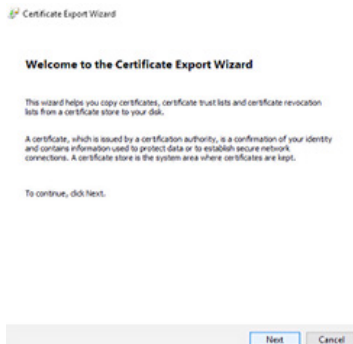 Certificate Export Wizard
Welcome to the Certificate Export Wizard
This wizard helps you copy certificates, certificate trust lists and certificate revocation
lists from a certificate store to your disk.
A certificate, which is issued by a certification authority, is a confirmation of your identity
and contains information used to protect data or to establish secure network
connections. A certificate store is the system area where certificates are kept.
To continue, click Next.
Next Cancel